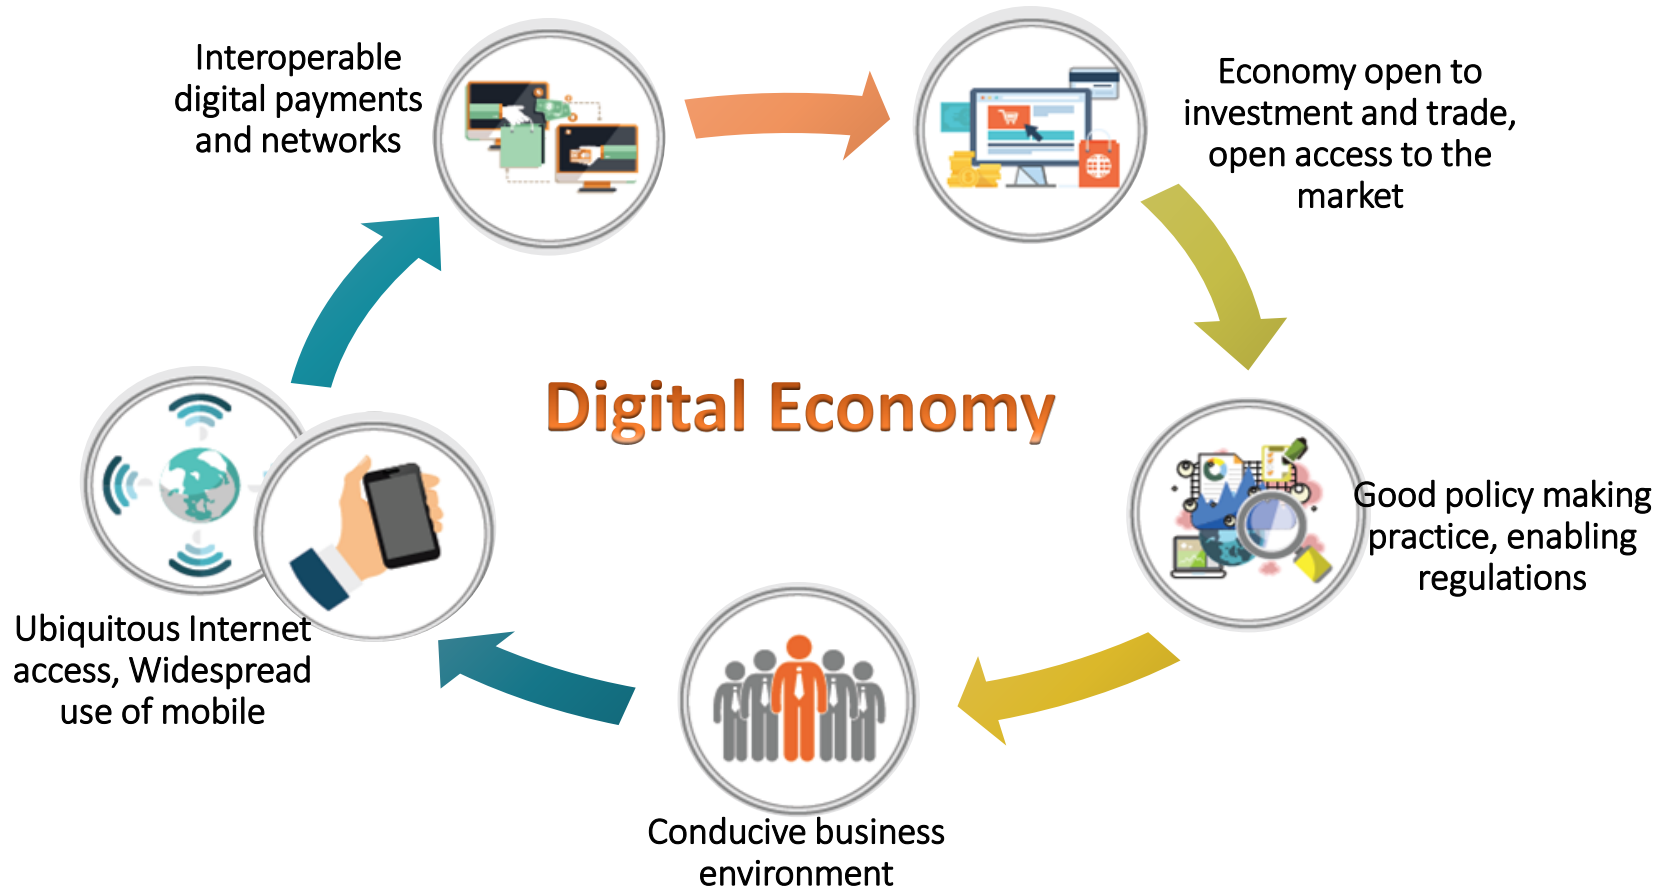 Interoperable
digital payments
and networks
Economy open to
investment and trade,
open access to the
market
Digital Economy
Good policy making
practice, enabling
regulations
Ubiquitous Internet
access, Widespread
use of mobile
Conducive business
environment